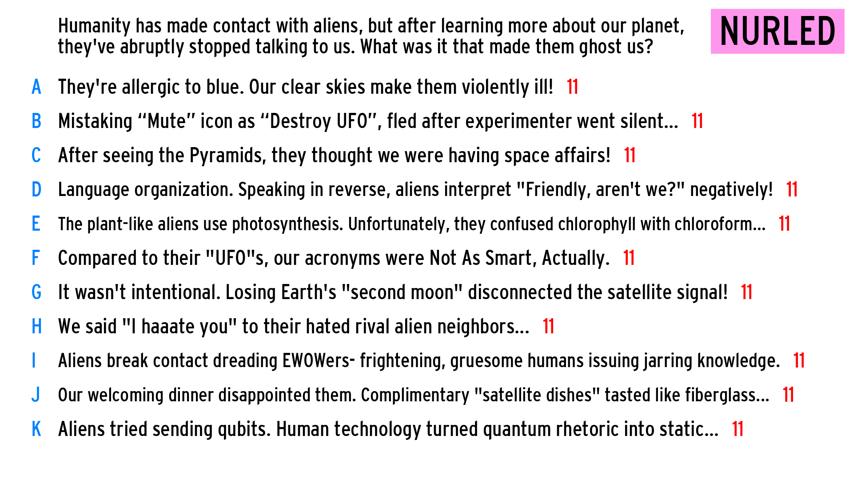 Humanity has made contact with aliens, but after learning more about our planet,
they've abruptly stopped talking to us. What was it that made them ghost us?
NURLED
A They're allergic to blue. Our clear skies make them violently ill! 11
B Mistaking “Mute” icon as “Destroy UFO”, fled after experimenter went silent... 11
C After seeing the Pyramids, they thought we were having space affairs! 11
D Language organization. Speaking in reverse, aliens interpret "Friendly, aren't we?" negatively! 11
E The plant-like aliens use photosynthesis. Unfortunately, they confused chlorophyll with chloroform... 11
F Compared to their "UFO"s, our acronyms were Not As Smart, Actually. 11
G It wasn't intentional. Losing Earth's "second moon" disconnected the satellite signal! 11
H We said "I haaate you" to their hated rival alien neighbors... 11
I Aliens break contact dreading EWOWers- frightening, gruesome humans issuing jarring knowledge. 11
J Our welcoming dinner disappointed them. Complimentary "satellite dishes" tasted like fiberglass... 11
K Aliens tried sending qubits. Human technology turned quantum rhetoric into static... 11